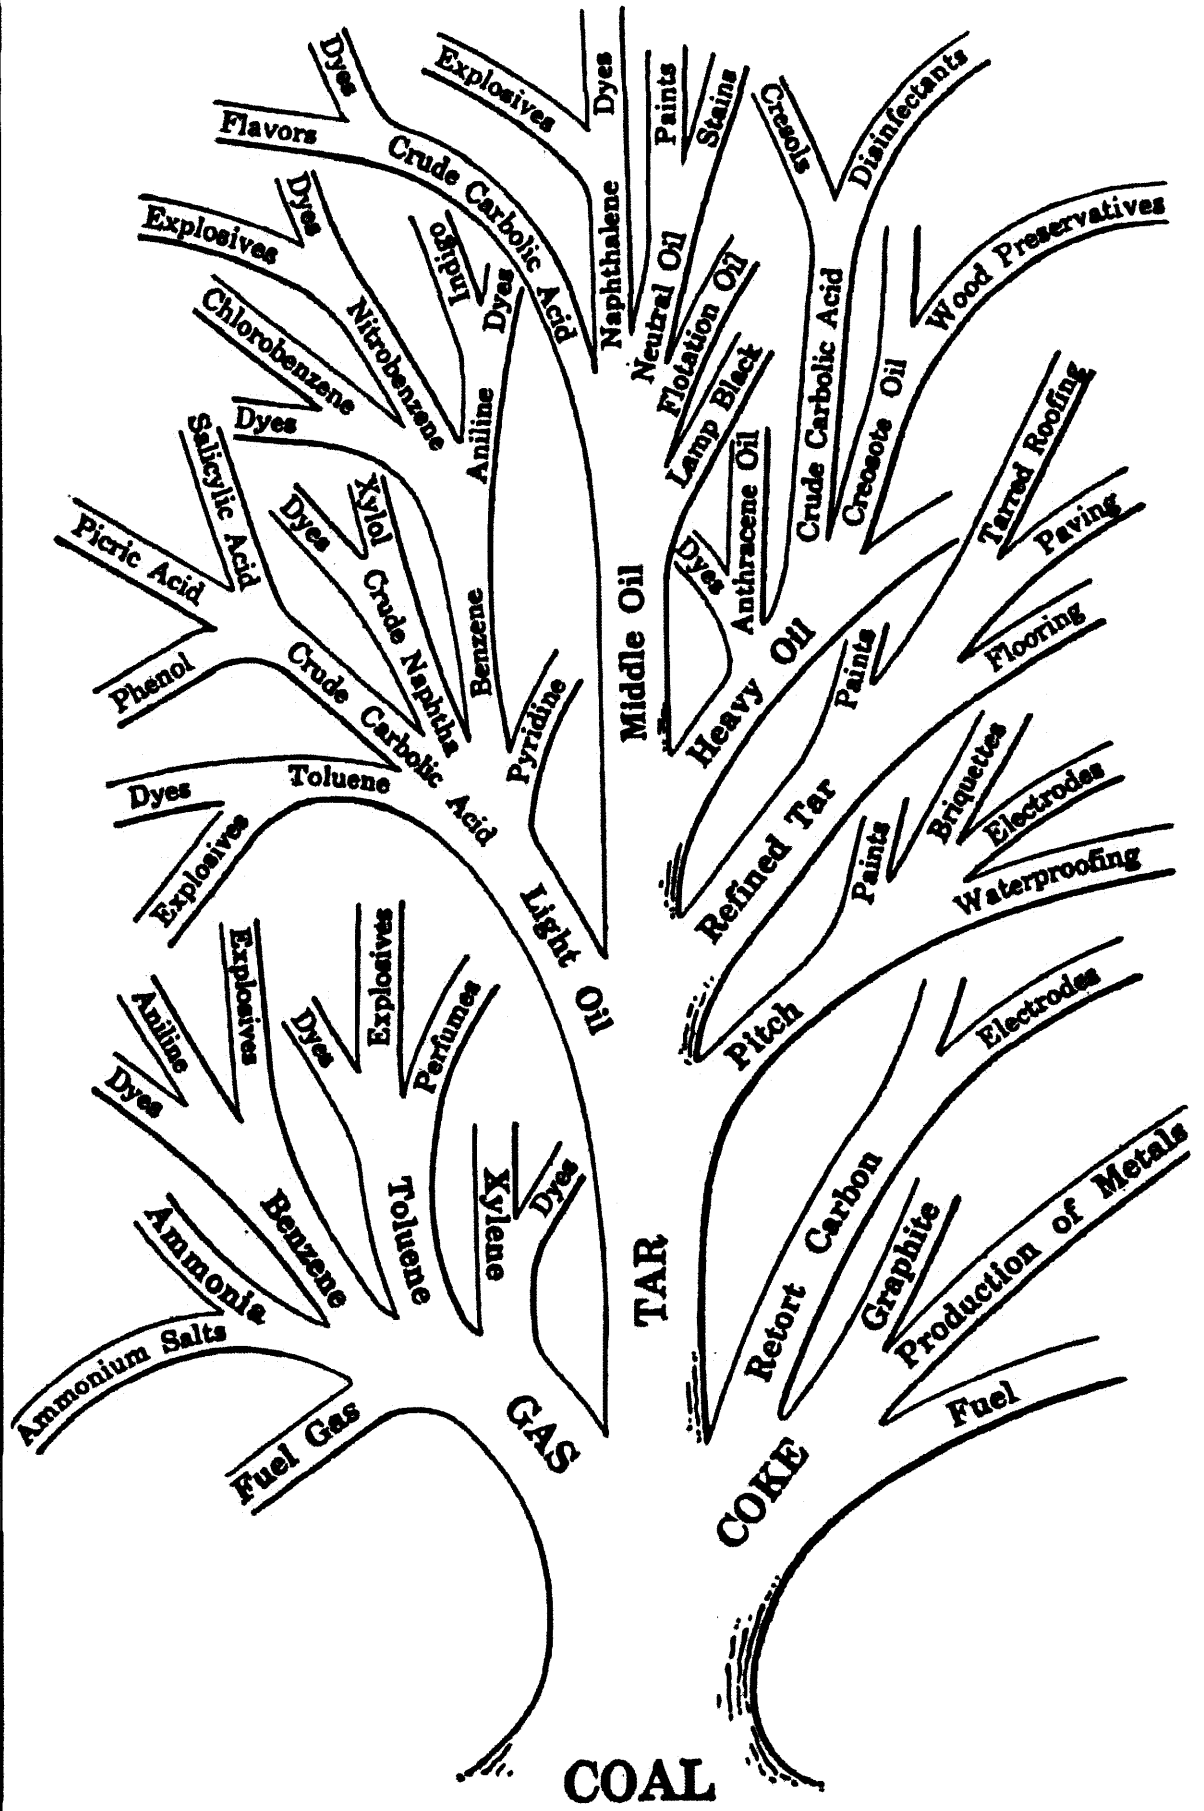 Dyes
Flavors
Crude Carbolic Acid
Explosives
Dyes
Naphthalene
Paints
Stains
Neutral Oil
Flotation Oil
Lamp Black
Cresols
Disinfectants
Crude Carbolic Acid
Wood Preservatives
Creosote Oil
Dyes
Anthracene Oil
Heavy Oil
Middle Oil
Explosives
Dyes
Nitrobenzene
Chlorobenzene
Indigo
Dyes
Aniline
Dyes
Benzene
Salicylic Acid
Picric Acid
Phenol
Crude Carbolic Acid
Dyes
Xylol
Crude Naphtha
Pyridine
Dyes
Toluene
Explosives
Light Oil
Tarred Roofing
Paving
Flooring
Paints
Refined Tar
Briquettes
Electrodes
Waterproofing
Paints
Pitch
TAR
Explosives
Aniline
Dyes
Benzene
Dyes
Explosives
Perfumes
Toluene
Xylene
Dyes
Ammonia
Ammonium Salts
Fuel Gas
GAS
Electrodes
Retort Carbon
Graphite
Production of Metals
Fuel
COKE
COAL